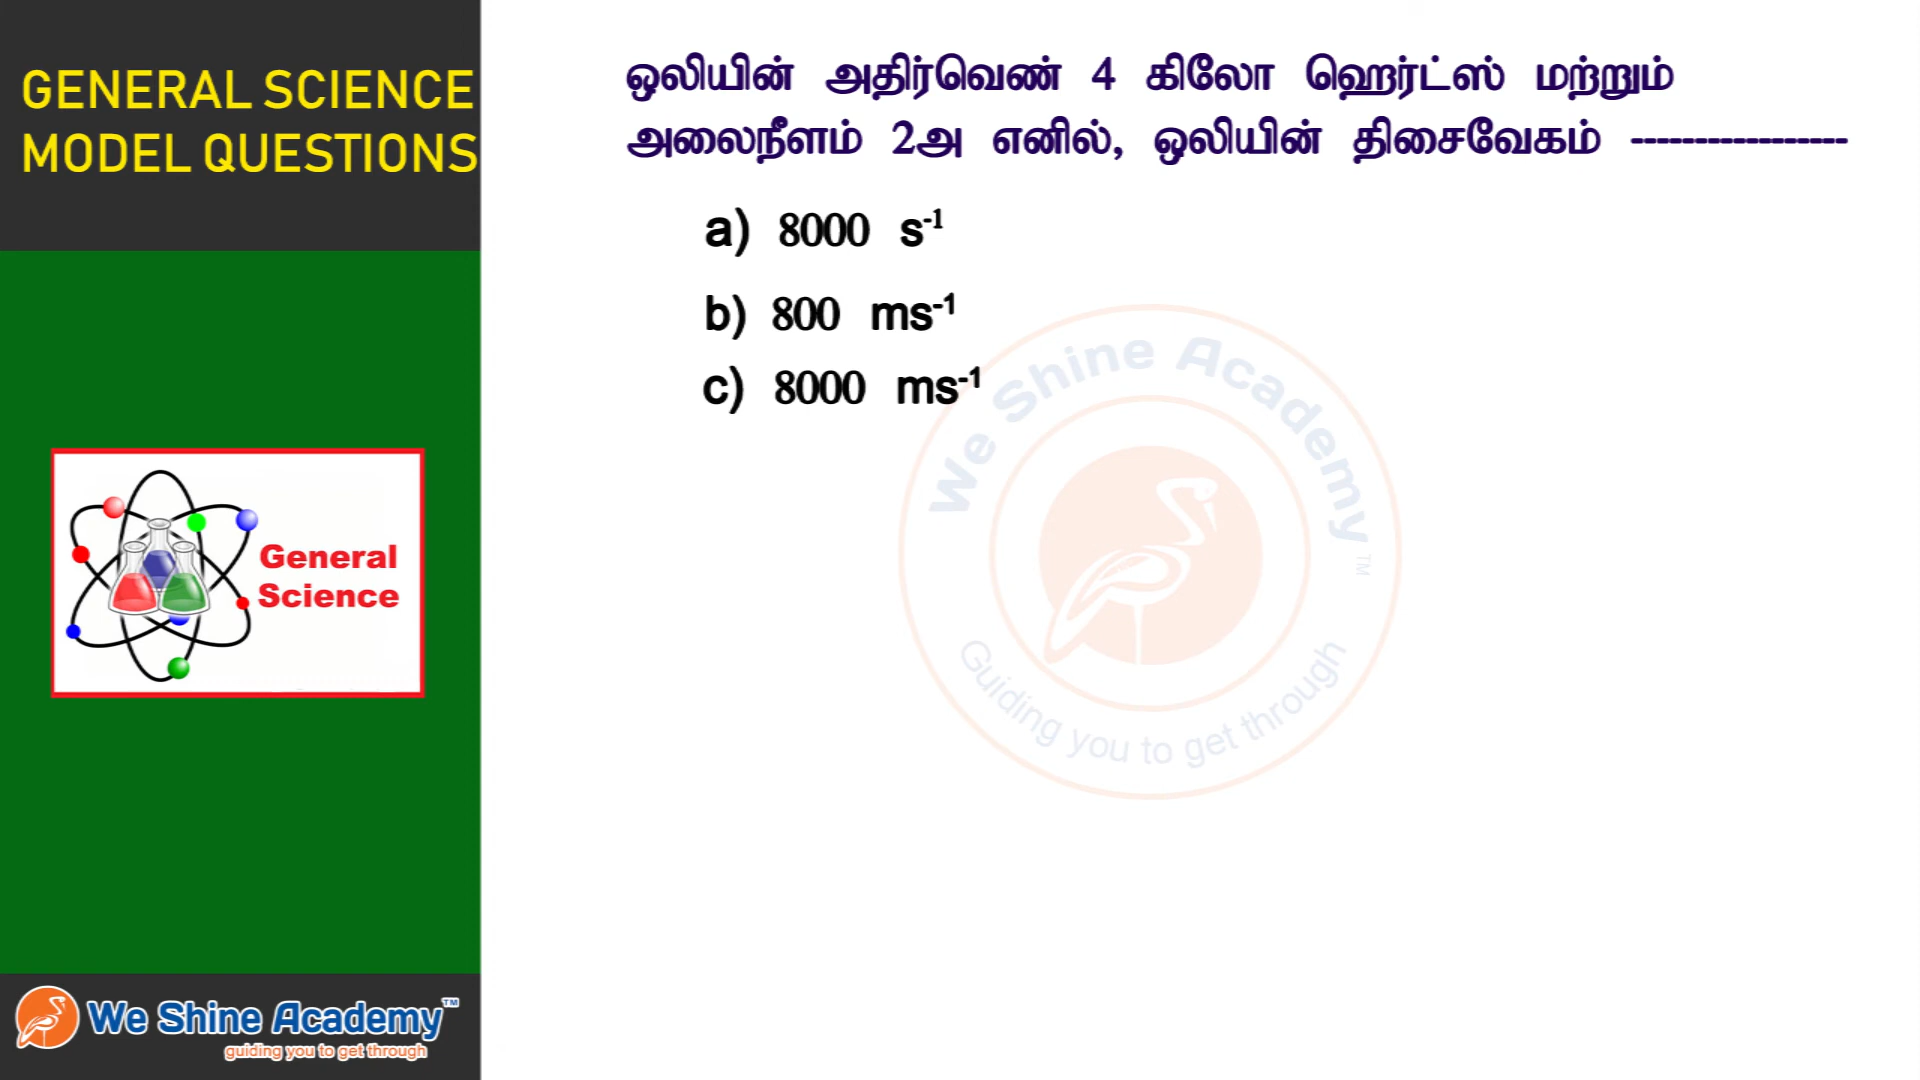 GENERAL SCIENCE
MODEL QUESTIONS
ஒலியின் அதிர்வெண் 4 கிலோ ஹெர்ட்ஸ் மற்றும்
அலைநீளம் 2அ எனில், ஒலியின் திசைவேகம் -----------------
a) 8000 s⁻¹
b) 800 ms⁻¹
c) 8000 ms⁻¹
We Shine Academy™
Guiding you to get through
General
Science
We Shine Academy™
guiding you to get through